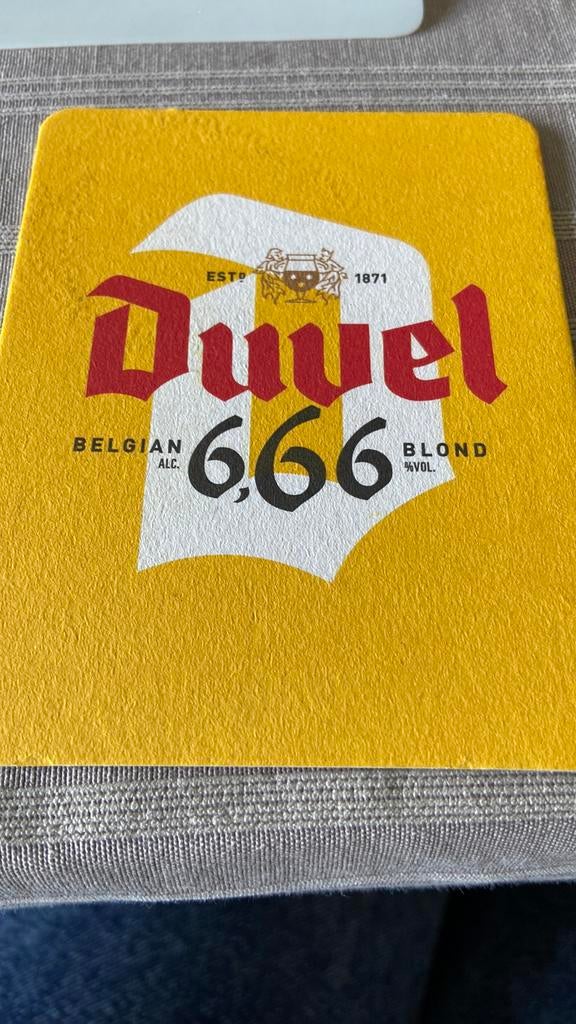 ESTD 1871
Duvel
BELGIAN 6,66 BLOND
ALC. %VOL.